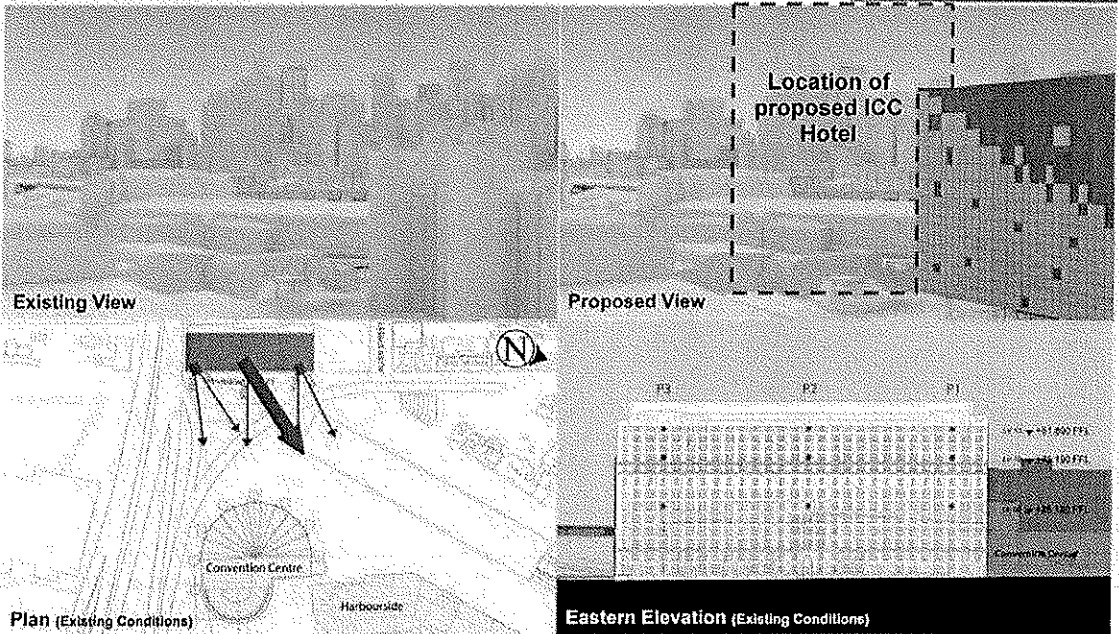 Location of
proposed ICC
Hotel
Existing View
Proposed View
N
P3 P2 P1
Convention Centre
Harbourside
Plan (Existing Conditions)
Eastern Elevation (Existing Conditions)